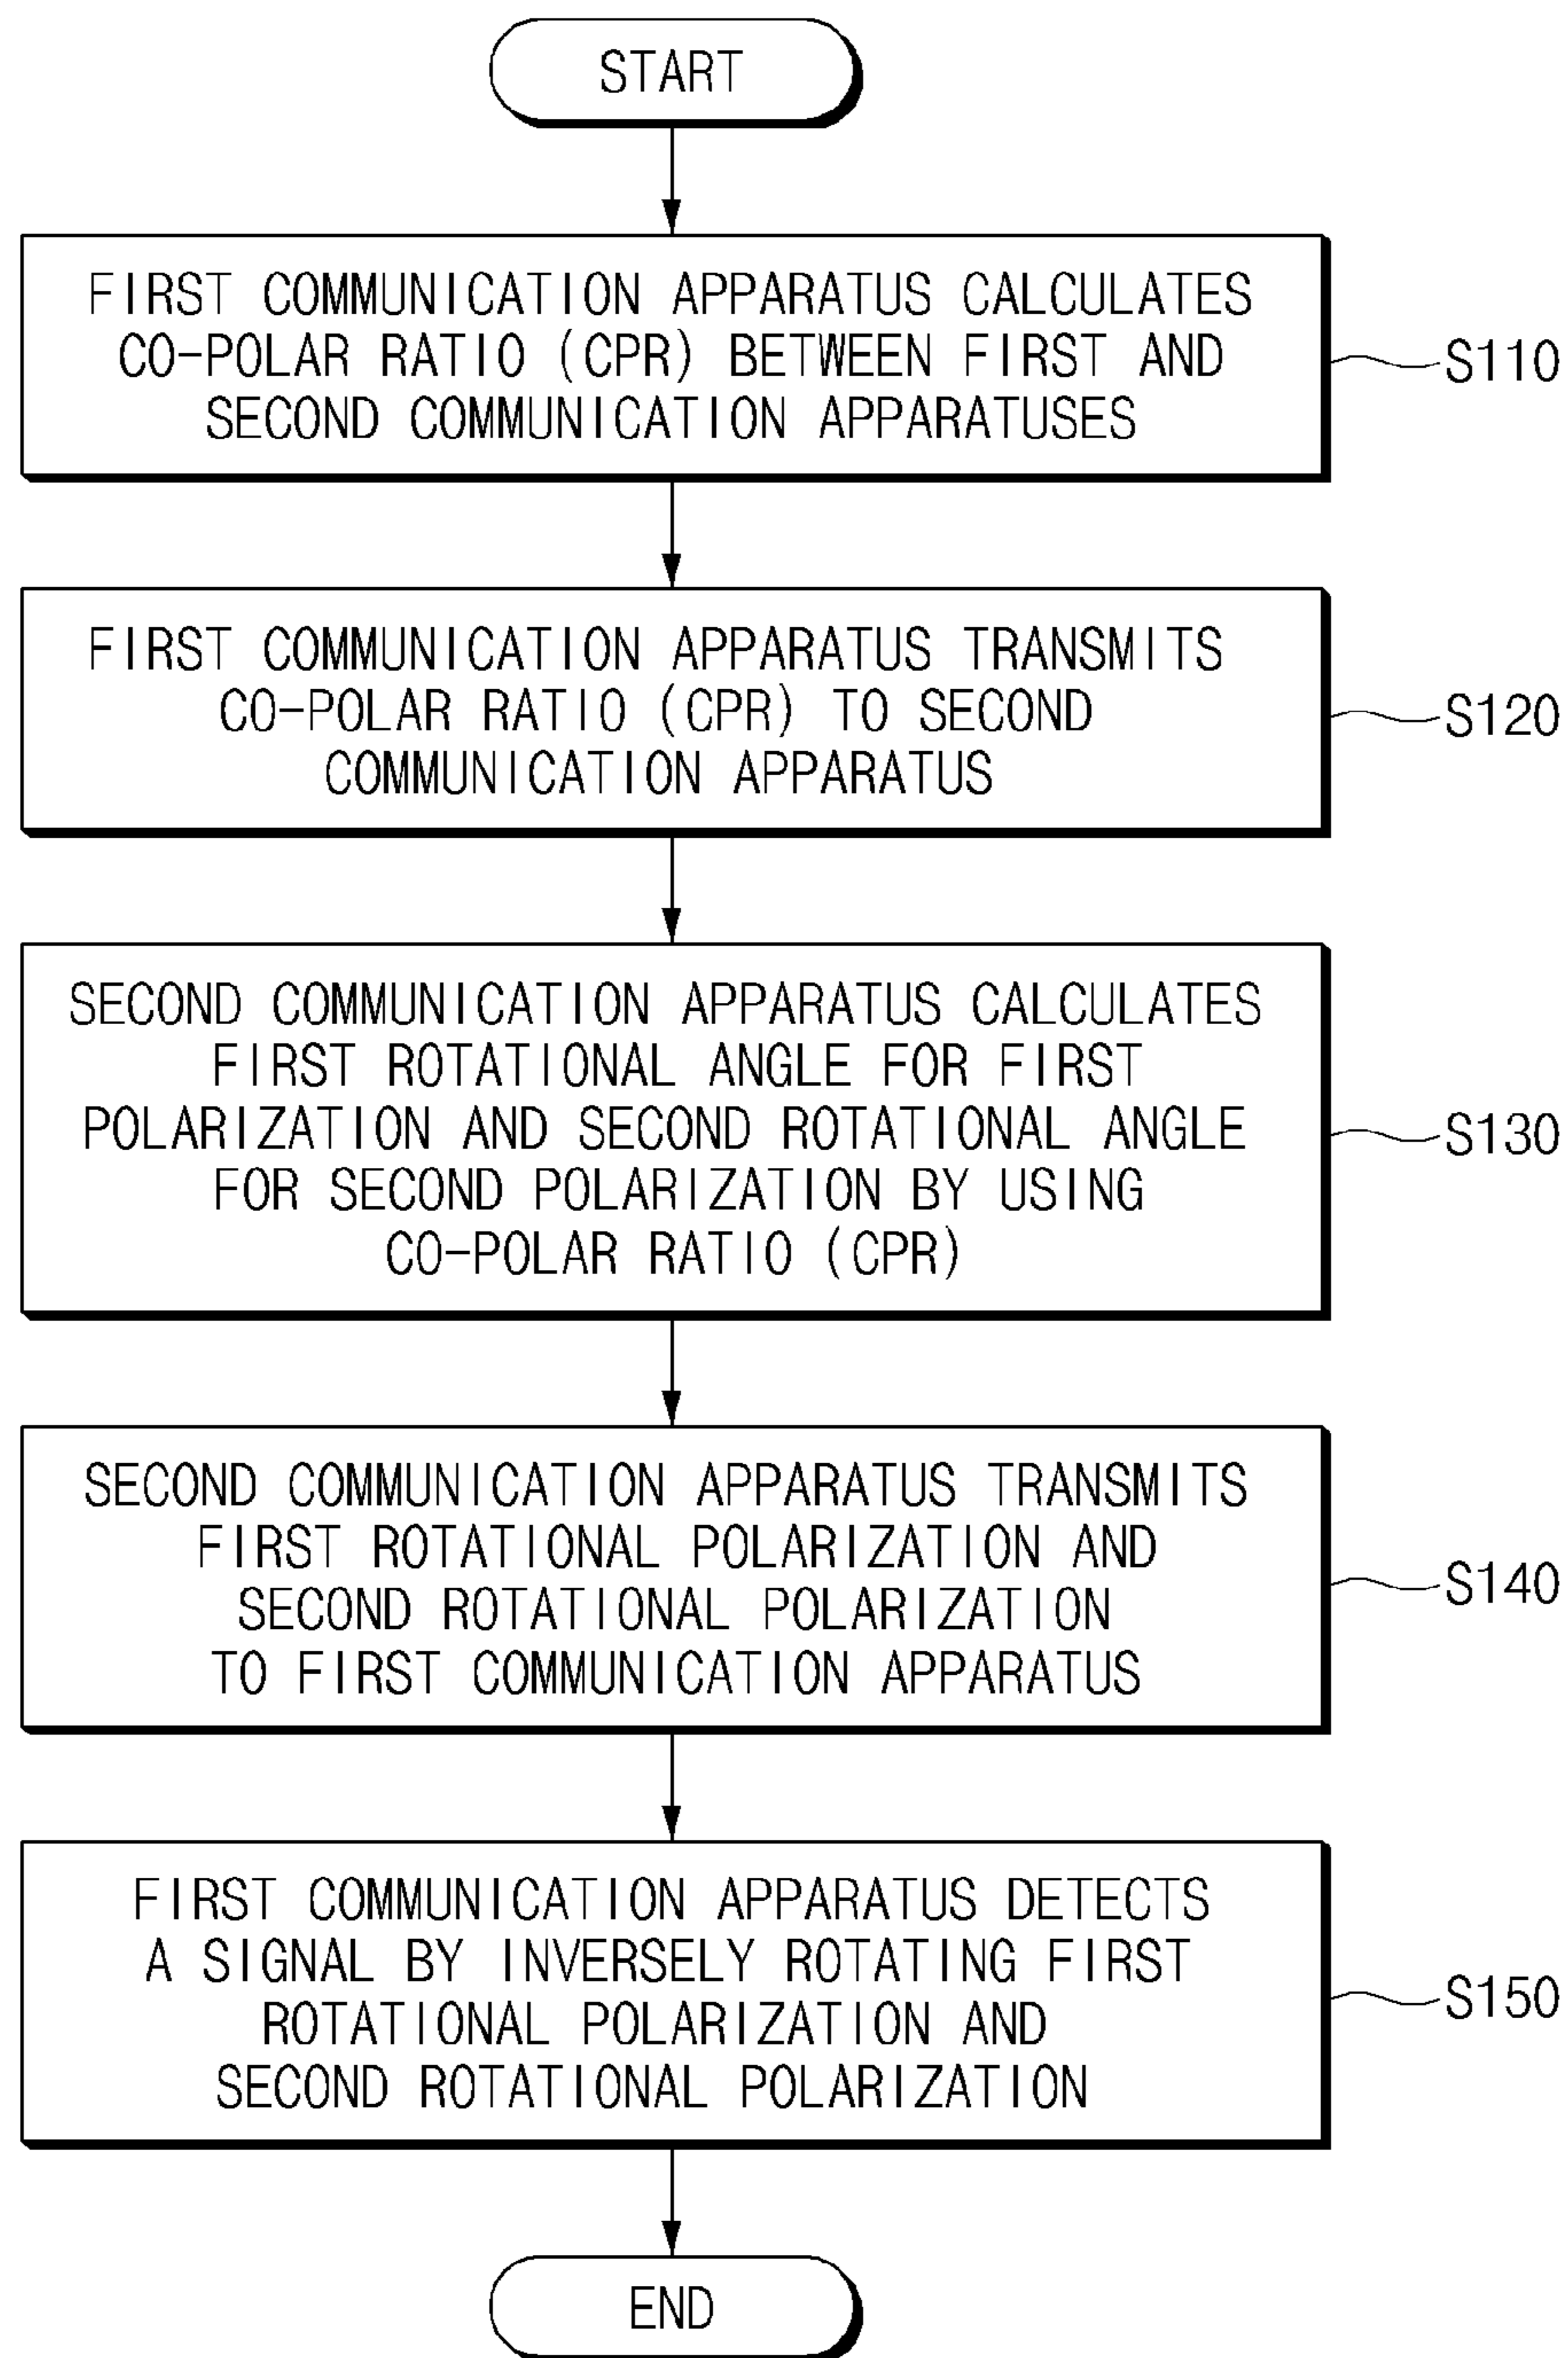 START
FIRST COMMUNICATION APPARATUS CALCULATES
CO-POLAR RATIO (CPR) BETWEEN FIRST AND
SECOND COMMUNICATION APPARATUSES
S110
FIRST COMMUNICATION APPARATUS TRANSMITS
CO-POLAR RATIO (CPR) TO SECOND
COMMUNICATION APPARATUS
S120
SECOND COMMUNICATION APPARATUS CALCULATES
FIRST ROTATIONAL ANGLE FOR FIRST
POLARIZATION AND SECOND ROTATIONAL ANGLE
FOR SECOND POLARIZATION BY USING
CO-POLAR RATIO (CPR)
S130
SECOND COMMUNICATION APPARATUS TRANSMITS
FIRST ROTATIONAL POLARIZATION AND
SECOND ROTATIONAL POLARIZATION
TO FIRST COMMUNICATION APPARATUS
S140
FIRST COMMUNICATION APPARATUS DETECTS
A SIGNAL BY INVERSELY ROTATING FIRST
ROTATIONAL POLARIZATION AND
SECOND ROTATIONAL POLARIZATION
S150
END